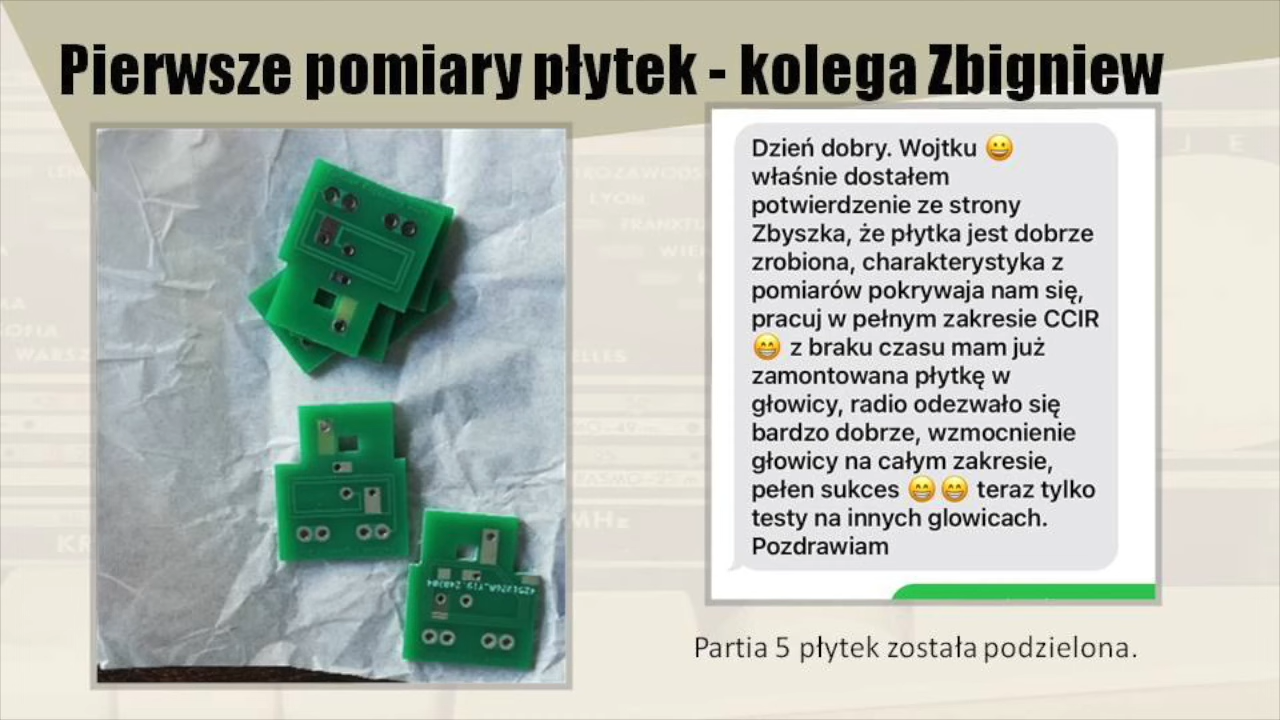 Pierwsze pomiary płytek - kolega Zbigniew
Dzień dobry. Wojtku 😀
właśnie dostałem
potwierdzenie ze strony
Zbyszka, że płytka jest dobrze
zrobiona, charakterystyka z
pomiarów pokrywaja nam się,
pracuj w pełnym zakresie CCIR
😁 z braku czasu mam już
zamontowana płytkę w
głowicy, radio odezwało się
bardzo dobrze, wzmocnienie
głowicy na całym zakresie,
pełen sukces 😁😁 teraz tylko
testy na innych glowicach.
Pozdrawiam
Partia 5 płytek została podzielona.
LYON
MHz